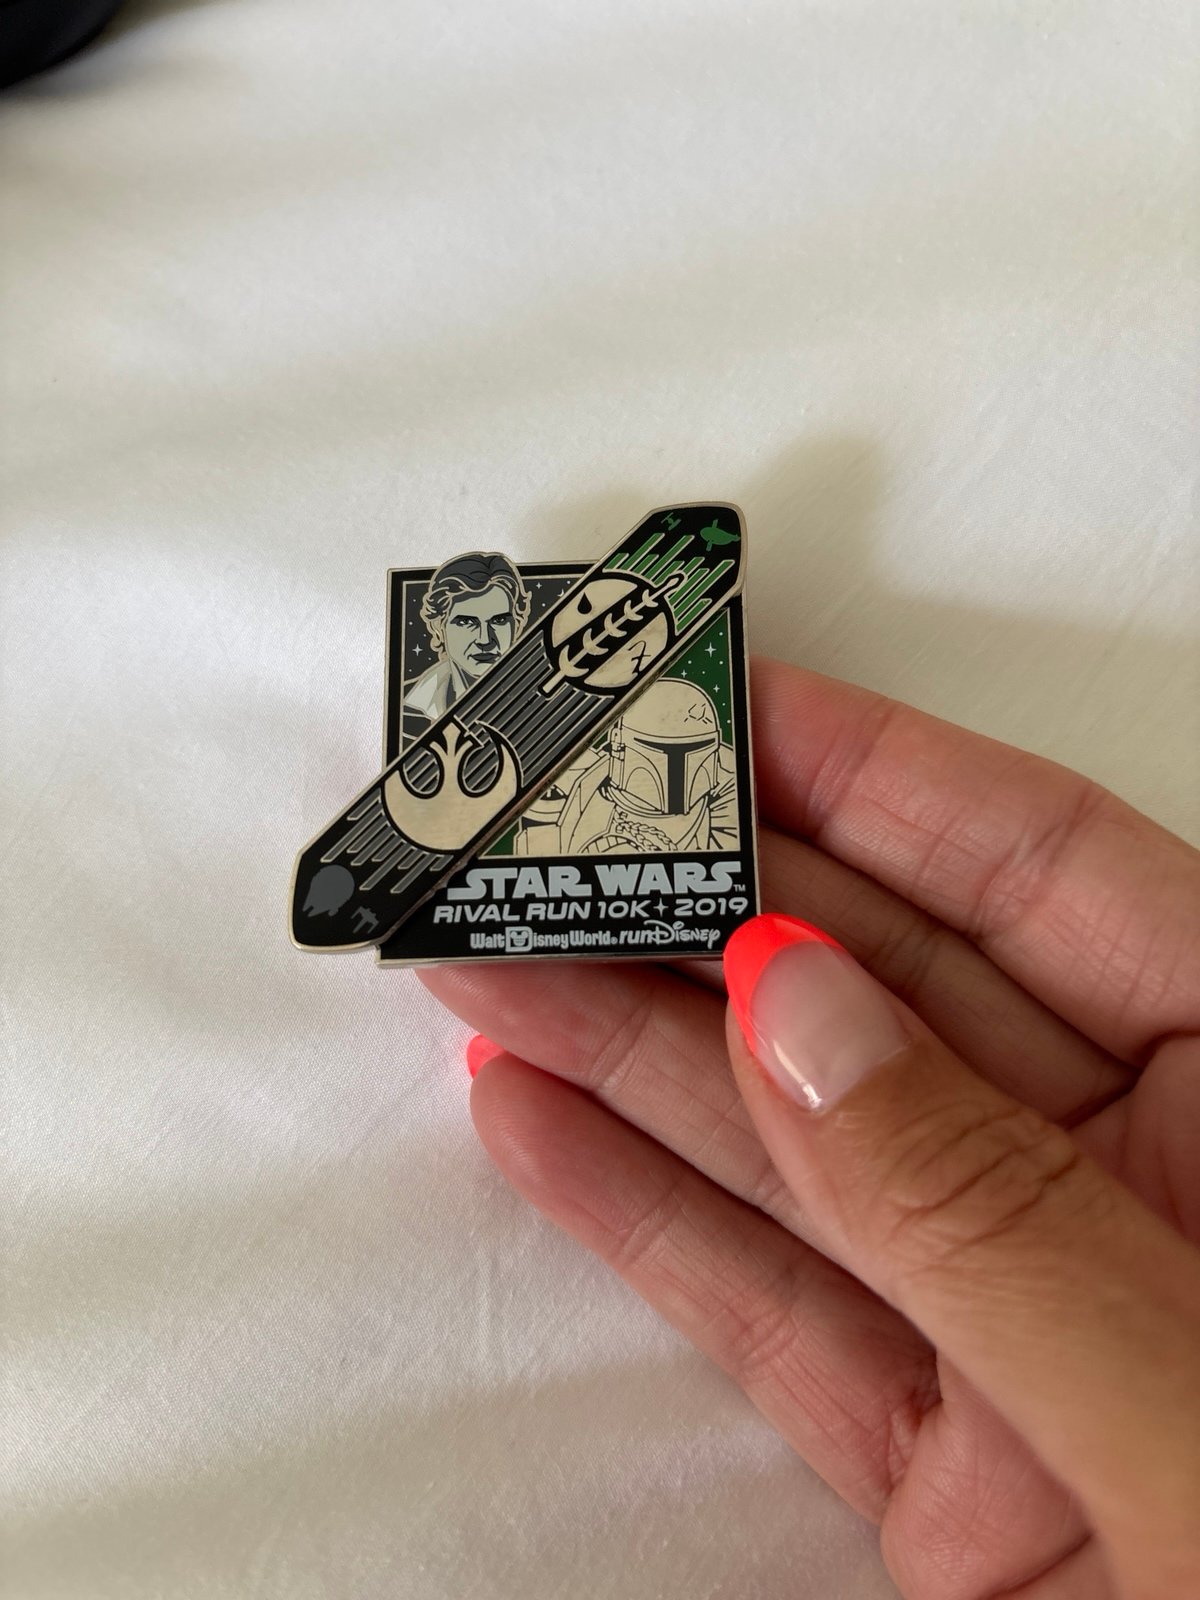 STAR WARS™
RIVAL RUN 10K 2019
Walt Disney World® runDisney